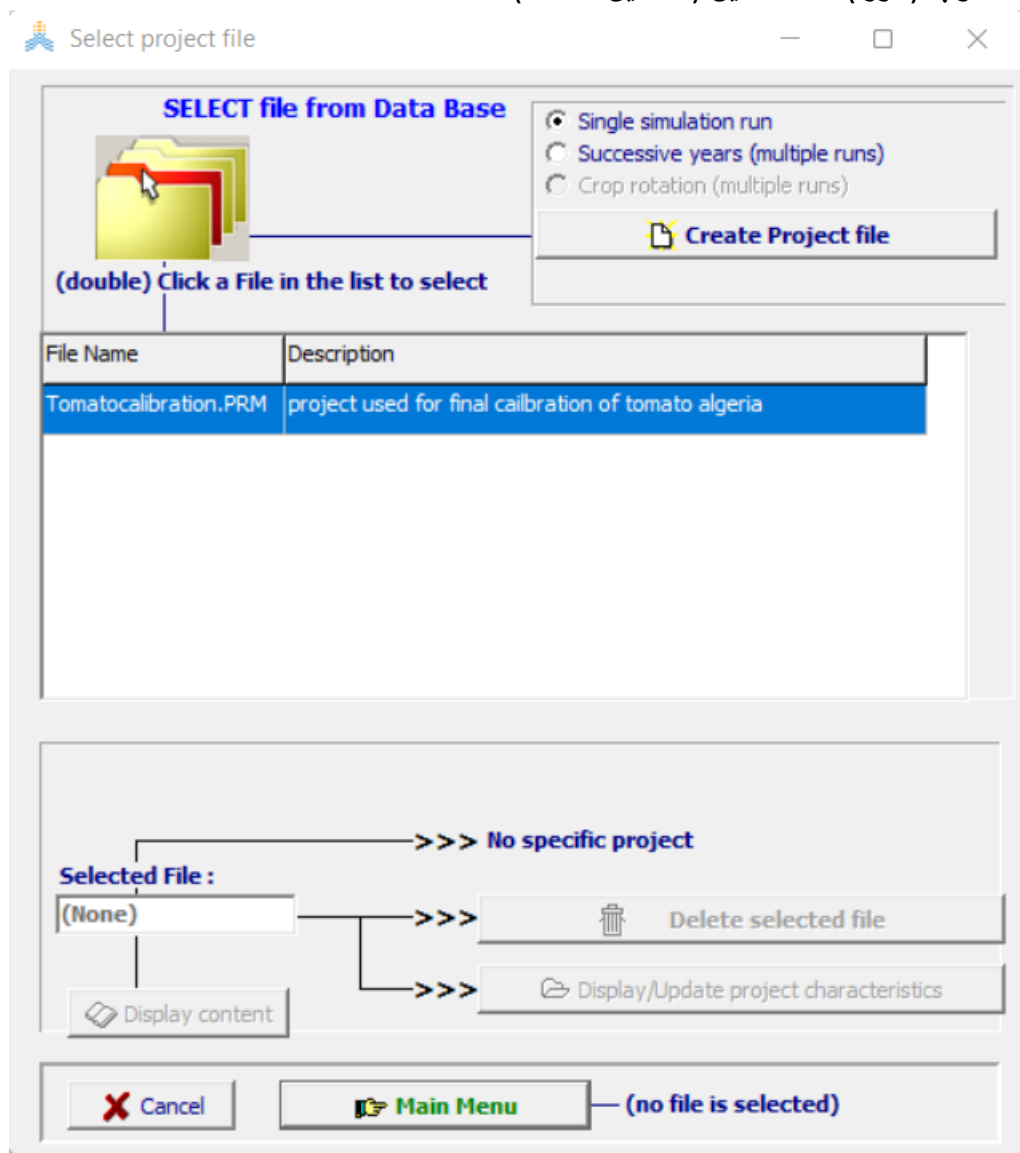 Select project file
SELECT file from Data Base
Single simulation run
Successive years (multiple runs)
Crop rotation (multiple runs)
Create Project file
(double) Click a File in the list to select
File Name Description
Tomatocalibration.PRM project used for final cailbration of tomato algeria
>>> No specific project
Selected File :
(None)
>>> Delete selected file
>>> Display/Update project characteristics
Display content
Cancel
Main Menu
(no file is selected)